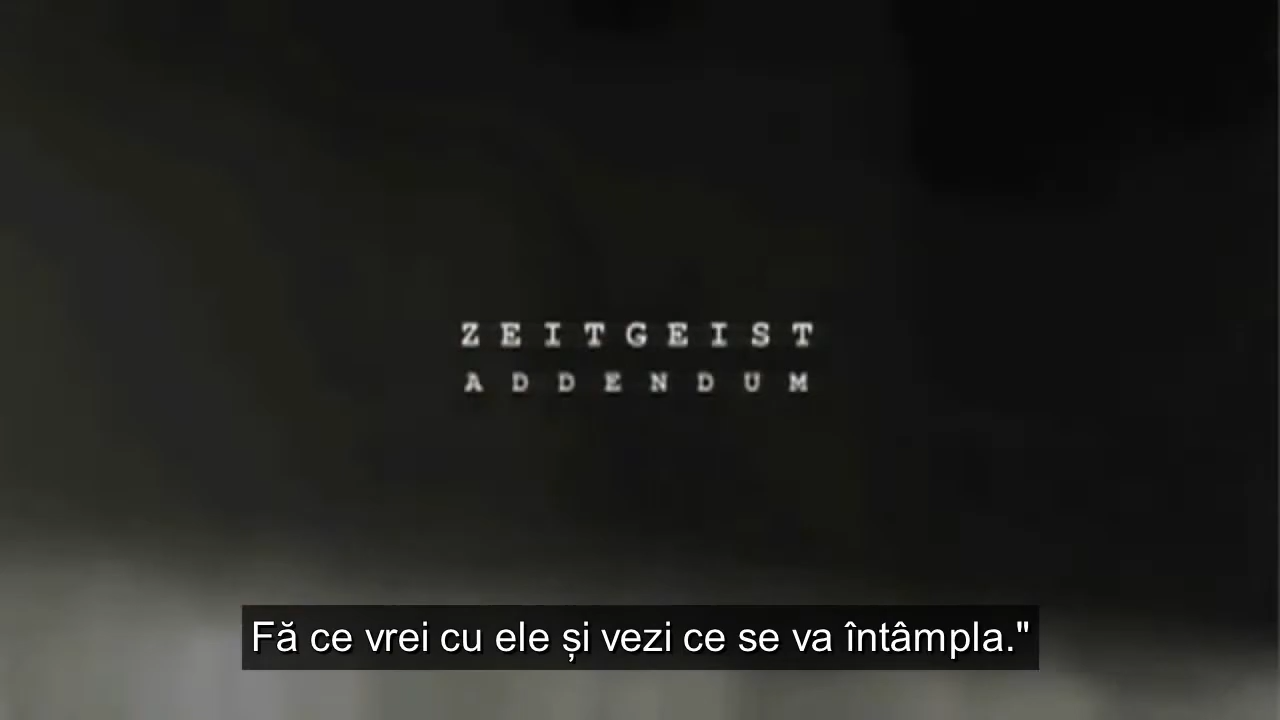 ZEITGEIST
ADDENDUM
Fă ce vrei cu ele și vezi ce se va întâmpla."